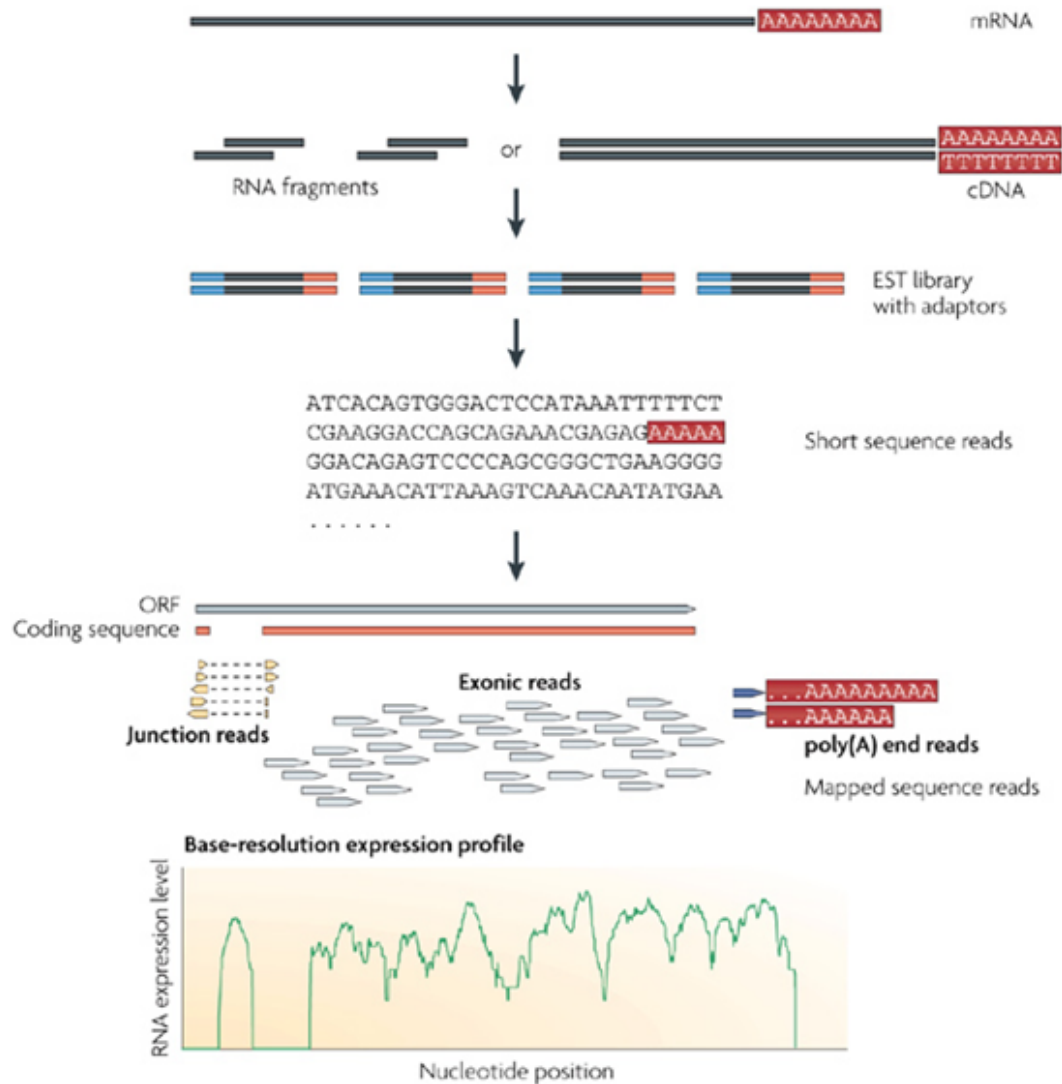 AAAAAAAA mRNA
or
AAAAAAAA
TTTTTTTT
RNA fragments
cDNA
EST library
with adaptors
ATCACAGTGGGACTCCATAAATTTTTCT
CGAAGGACCAGCAGAAACGAGAGAAAAA
GGACAGAGTCCCCAGCGGGCTGAAGGGG
ATGAAACATTAAAGTCAAACAATATGAA
. . . . . .
Short sequence reads
ORF
Coding sequence
Junction reads
Exonic reads
...AAAAAAAAA
...AAAAAA
poly(A) end reads
Mapped sequence reads
Base-resolution expression profile
RNA expression level
Nucleotide position